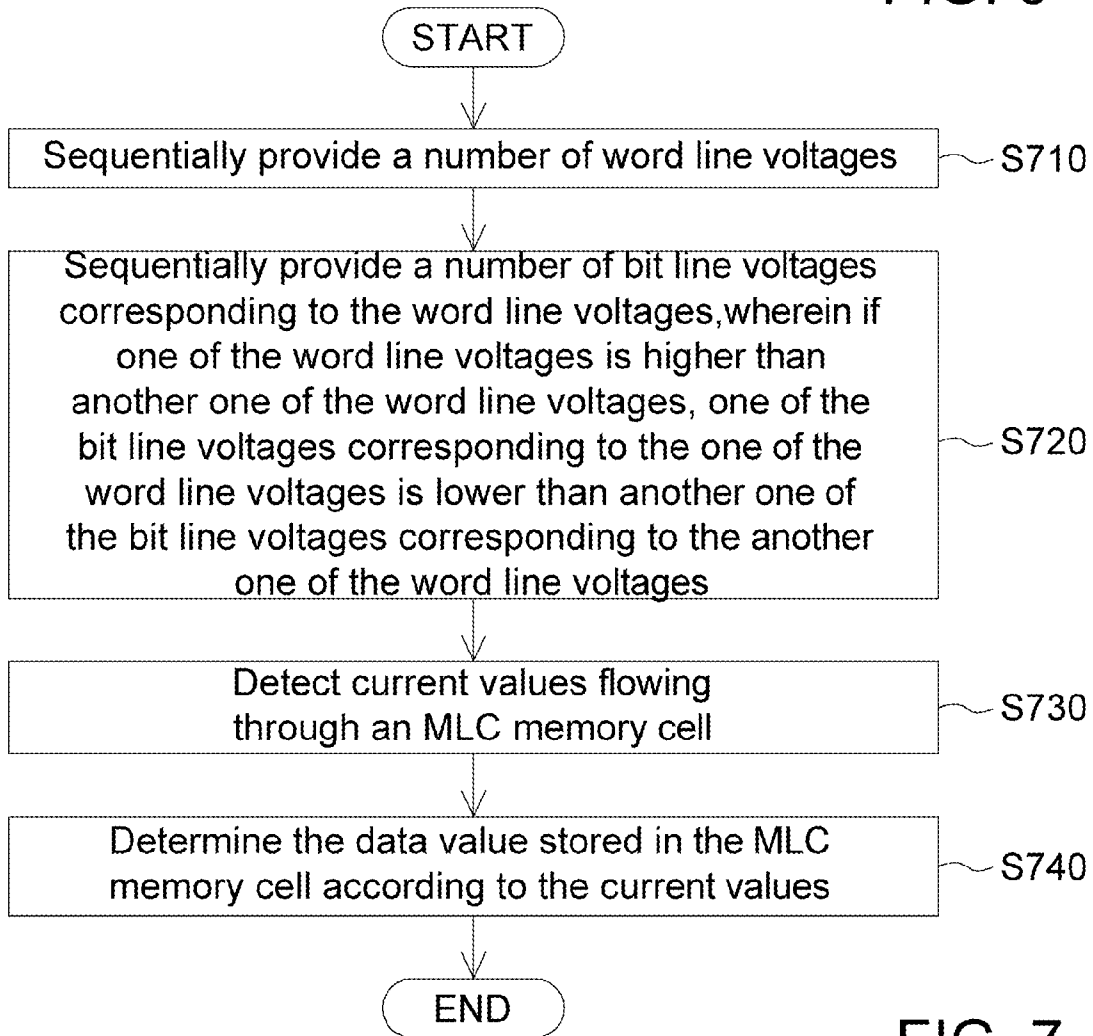 START
Sequentially provide a number of word line voltages
S710
Sequentially provide a number of bit line voltages
corresponding to the word line voltages,wherein if
one of the word line voltages is higher than
another one of the word line voltages, one of the
bit line voltages corresponding to the one of the
word line voltages is lower than another one of
the bit line voltages corresponding to the another
one of the word line voltages
S720
Detect current values flowing
through an MLC memory cell
S730
Determine the data value stored in the MLC
memory cell according to the current values
S740
END